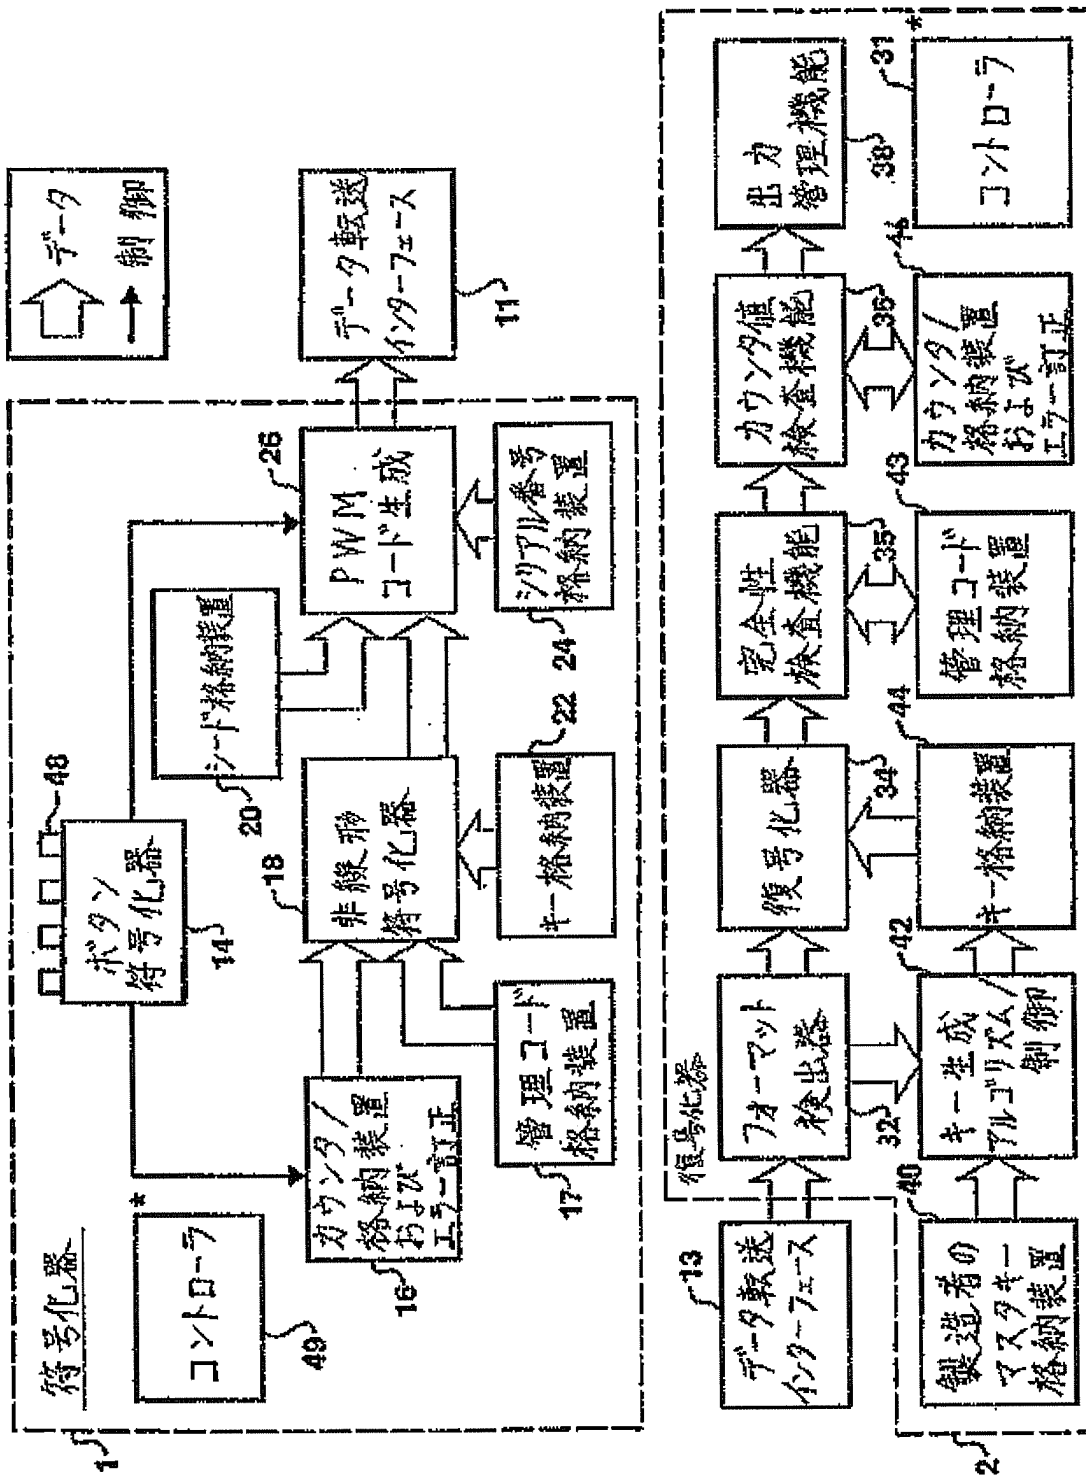 符号化器
1
コントローラ
*
49
ボタン
符号化器
48
14
シード格納装置
20
カウンタ/
格納装置
および
エラー訂正
16
管理コード
格納装置
17
非線形
符号化器
18
キー格納装置
22
PWM
コード生成
26
シリアル番号
格納装置
24
データ転送
インターフェース
11
データ
制御
復号化器
2
データ転送
インターフェース
13
フォーマット
検出器
32
復号化器
34
完全性
検査機能
35
カウンタ値
検査機能
36
出力
管理機能
38
製造者の
マスタキー
格納装置
40
キー生成
アルゴリズム/
制御
42
キー格納装置
44
管理コード
格納装置
43
カウンタ/
格納装置
および
エラー訂正
コントローラ
*
31